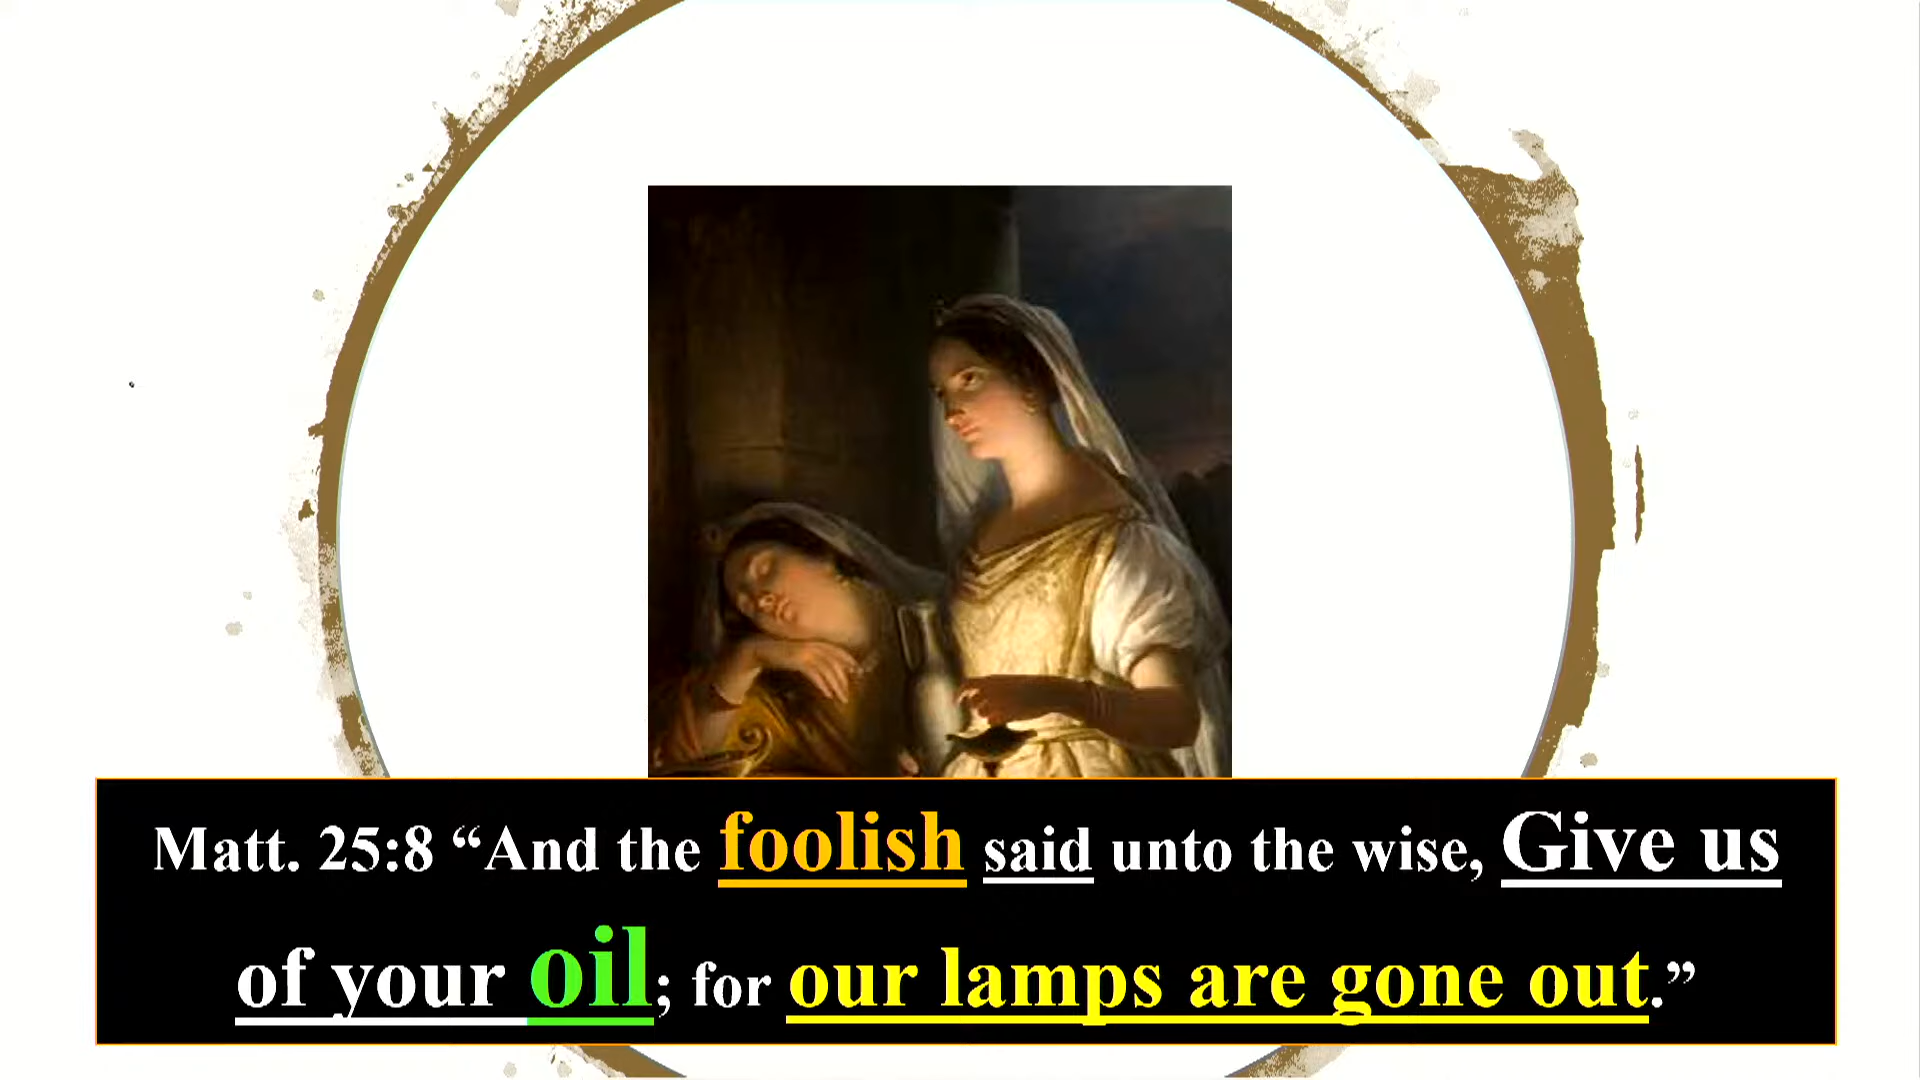 Matt. 25:8 “And the foolish said unto the wise, Give us
of your oil; for our lamps are gone out.”